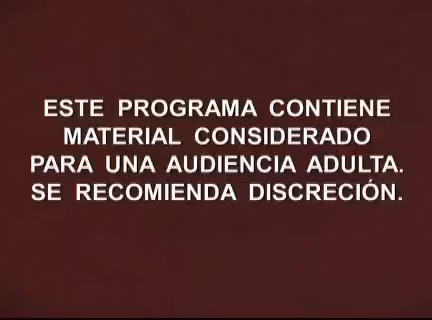 ESTE PROGRAMA CONTIENE
MATERIAL CONSIDERADO
PARA UNA AUDIENCIA ADULTA.
SE RECOMIENDA DISCRECIÓN.